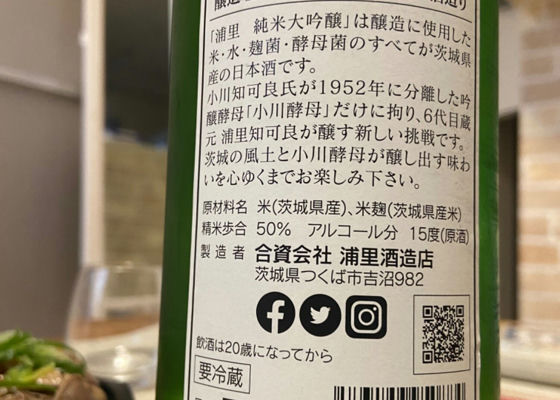 醸造
造り
「浦里　純米大吟醸」は醸造に使用した
米・水・麹菌・酵母菌のすべてが茨城県
産の日本酒です。
小川知可良氏が1952年に分離した吟
醸酵母「小川酵母」だけに拘り、6代目蔵
元 浦里知可良が醸す新しい挑戦です。
茨城の風土と小川酵母が醸し出す味わ
いを心ゆくまでお楽しみ下さい。
原材料名　米(茨城県産)、米麹(茨城県産米)
精米歩合　50%　アルコール分　15度(原酒)
製造者　合資会社 浦里酒造店
茨城県つくば市吉沼982
飲酒は20歳になってから
要冷蔵